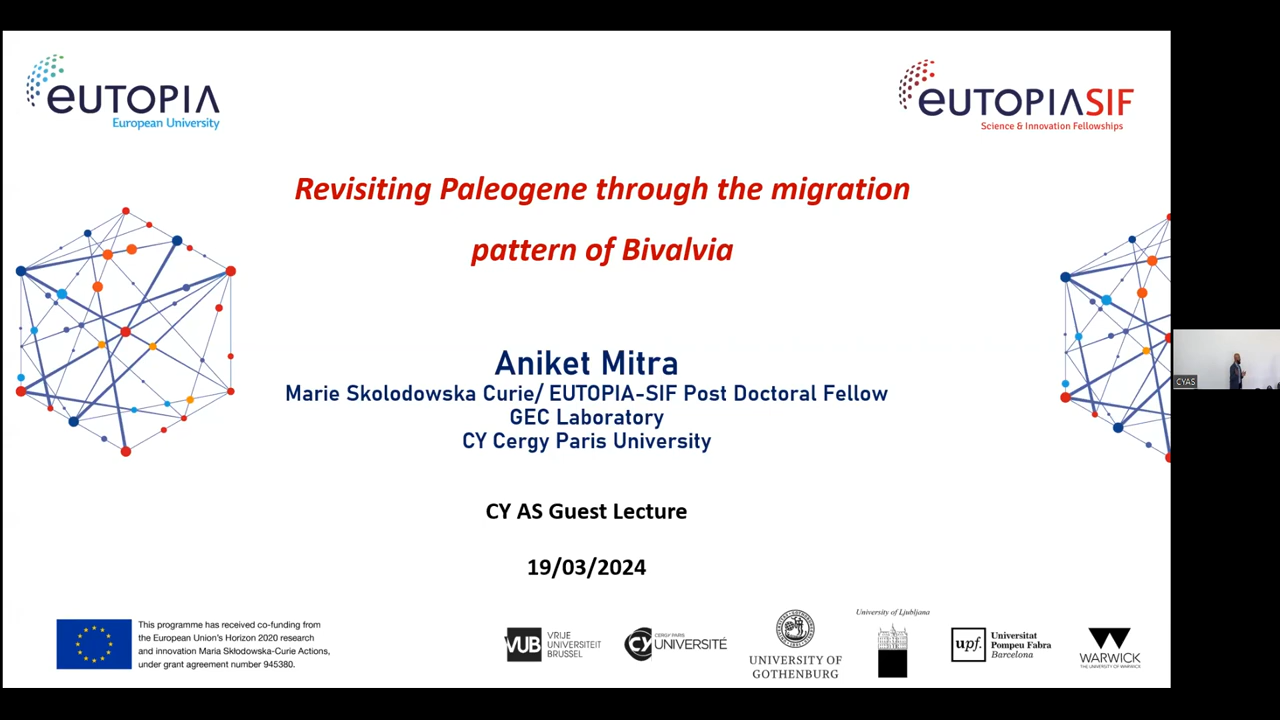 eUTOPIA
European University
eUTOPIASIF
Science & Innovation Fellowships
Revisiting Paleogene through the migration
pattern of Bivalvia
Aniket Mitra
Marie Skolodowska Curie/ EUTOPIA-SIF Post Doctoral Fellow
GEC Laboratory
CY Cergy Paris University
CYAS
CY AS Guest Lecture
19/03/2024
This programme has received co-funding from
the European Union's Horizon 2020 research
and innovation Maria Skłodowska-Curie Actions,
under grant agreement number 945380.
VUB
VRIJE
UNIVERSITEIT
BRUSSEL
CY
CERGY PARIS
UNIVERSITÉ
UNIVERSITY OF
GOTHENBURG
University of Ljubljana
upf.
Universitat
Pompeu Fabra
Barcelona
WARWICK
THE UNIVERSITY OF WARWICK